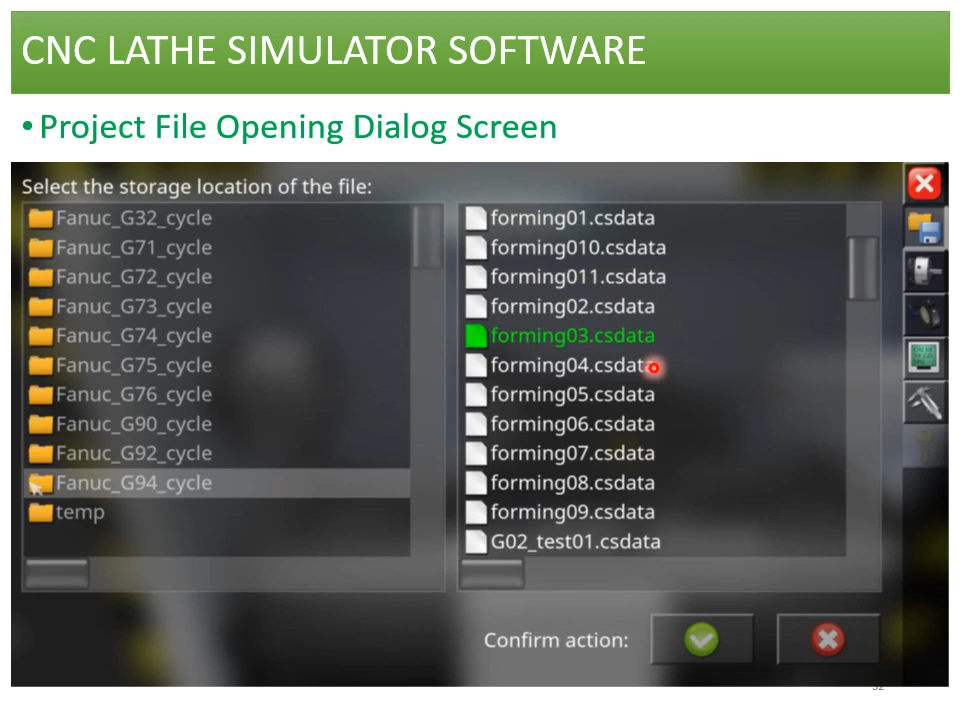 CNC LATHE SIMULATOR SOFTWARE
• Project File Opening Dialog Screen
Select the storage location of the file:
Fanuc_G32_cycle
Fanuc_G71_cycle
Fanuc_G72_cycle
Fanuc_G73_cycle
Fanuc_G74_cycle
Fanuc_G75_cycle
Fanuc_G76_cycle
Fanuc_G90_cycle
Fanuc_G92_cycle
Fanuc_G94_cycle
temp
forming01.csdata
forming010.csdata
forming011.csdata
forming02.csdata
forming03.csdata
forming04.csdata
forming05.csdata
forming06.csdata
forming07.csdata
forming08.csdata
forming09.csdata
G02_test01.csdata
Confirm action: